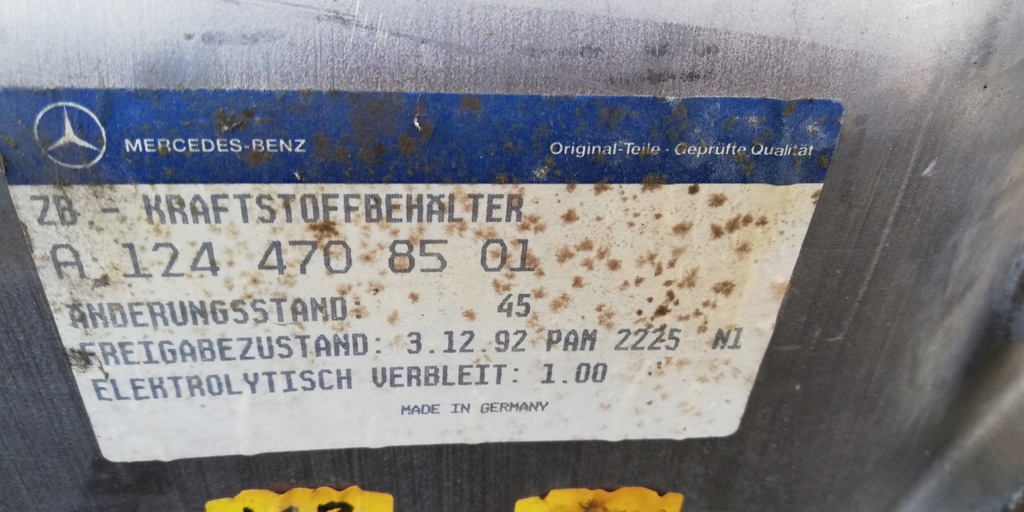 MERCEDES-BENZ
Original-Teile · Geprüfte Qualität
ZB - KRAFTSTOFFBEHÄLTER
A 124 470 85 01
ÄNDERUNGSSTAND: 45
FREIGABEZUSTAND: 3.12.92 PAM 2225 N1
ELEKTROLYTISCH VERBLEIT: 1.00
MADE IN GERMANY